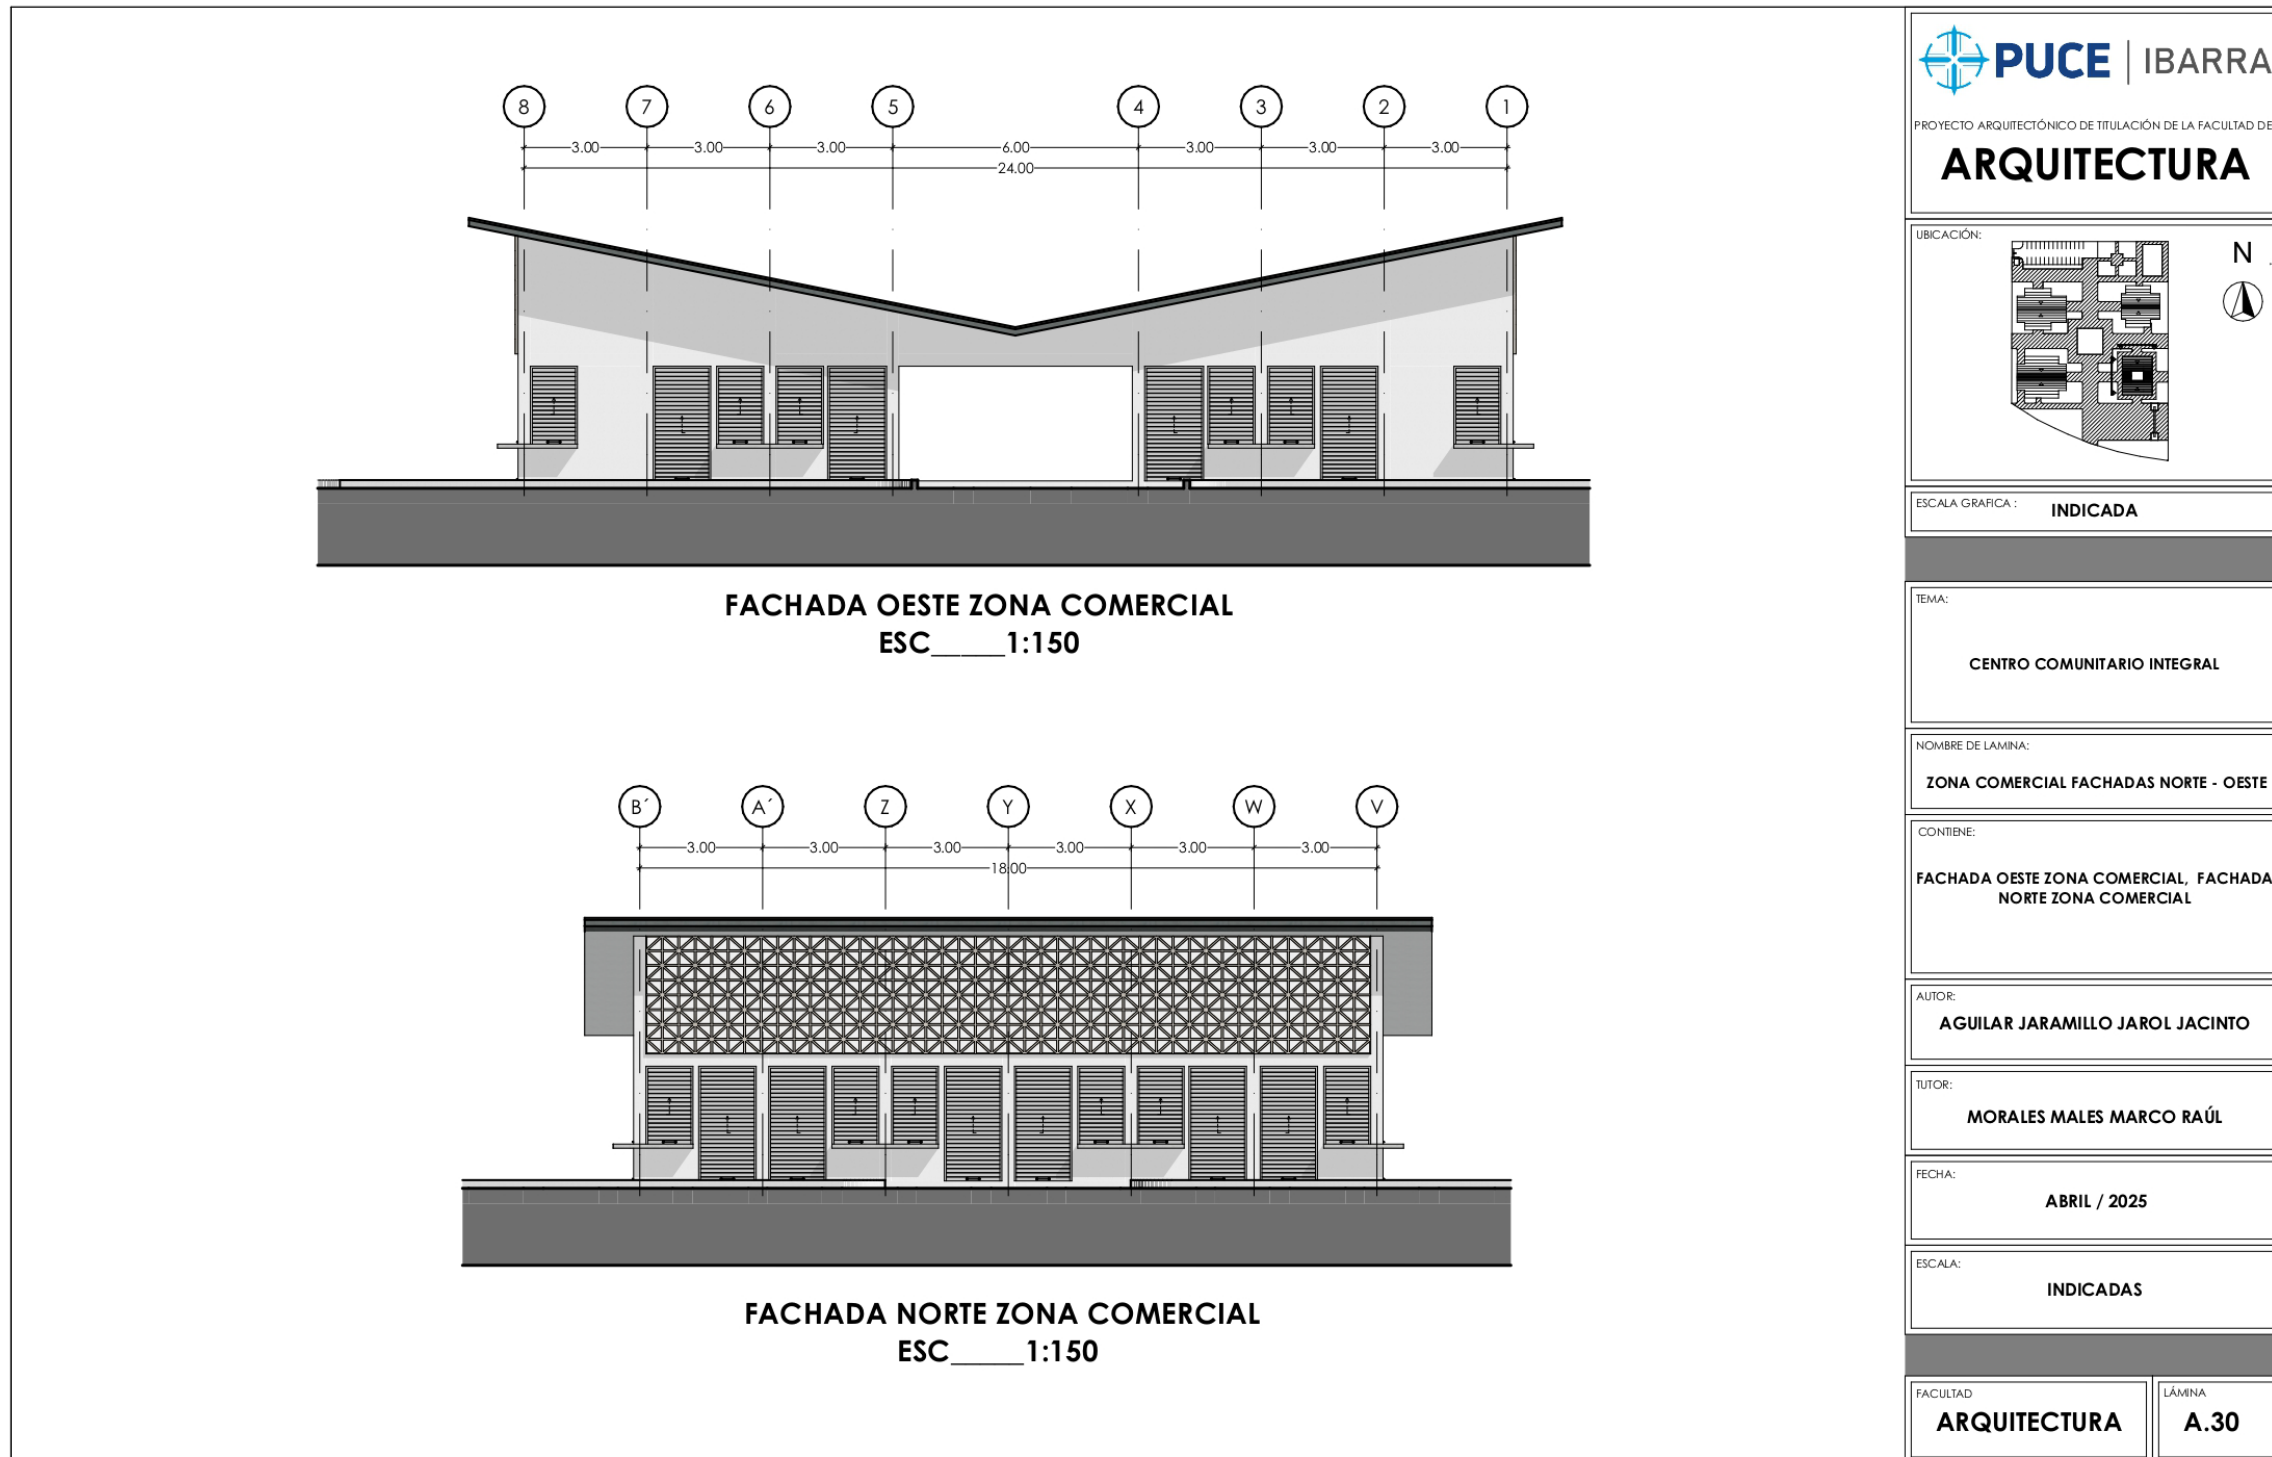 8 7 6 5 4 3 2 1
3.00 3.00 3.00 6.00 3.00 3.00 3.00
24.00
FACHADA OESTE ZONA COMERCIAL
ESC_____1:150
B´ A´ Z Y X W V
3.00 3.00 3.00 3.00 3.00 3.00
18.00
FACHADA NORTE ZONA COMERCIAL
ESC_____1:150
PUCE | IBARRA
PROYECTO ARQUITECTÓNICO DE TITULACIÓN DE LA FACULTAD DE
ARQUITECTURA
UBICACIÓN:
N
ESCALA GRAFICA :
INDICADA
TEMA:
CENTRO COMUNITARIO INTEGRAL
NOMBRE DE LAMINA:
ZONA COMERCIAL FACHADAS NORTE - OESTE
CONTIENE:
FACHADA OESTE ZONA COMERCIAL, FACHADA
NORTE ZONA COMERCIAL
AUTOR:
AGUILAR JARAMILLO JAROL JACINTO
TUTOR:
MORALES MALES MARCO RAÚL
FECHA:
ABRIL / 2025
ESCALA:
INDICADAS
FACULTAD
ARQUITECTURA
LÁMINA
A.30